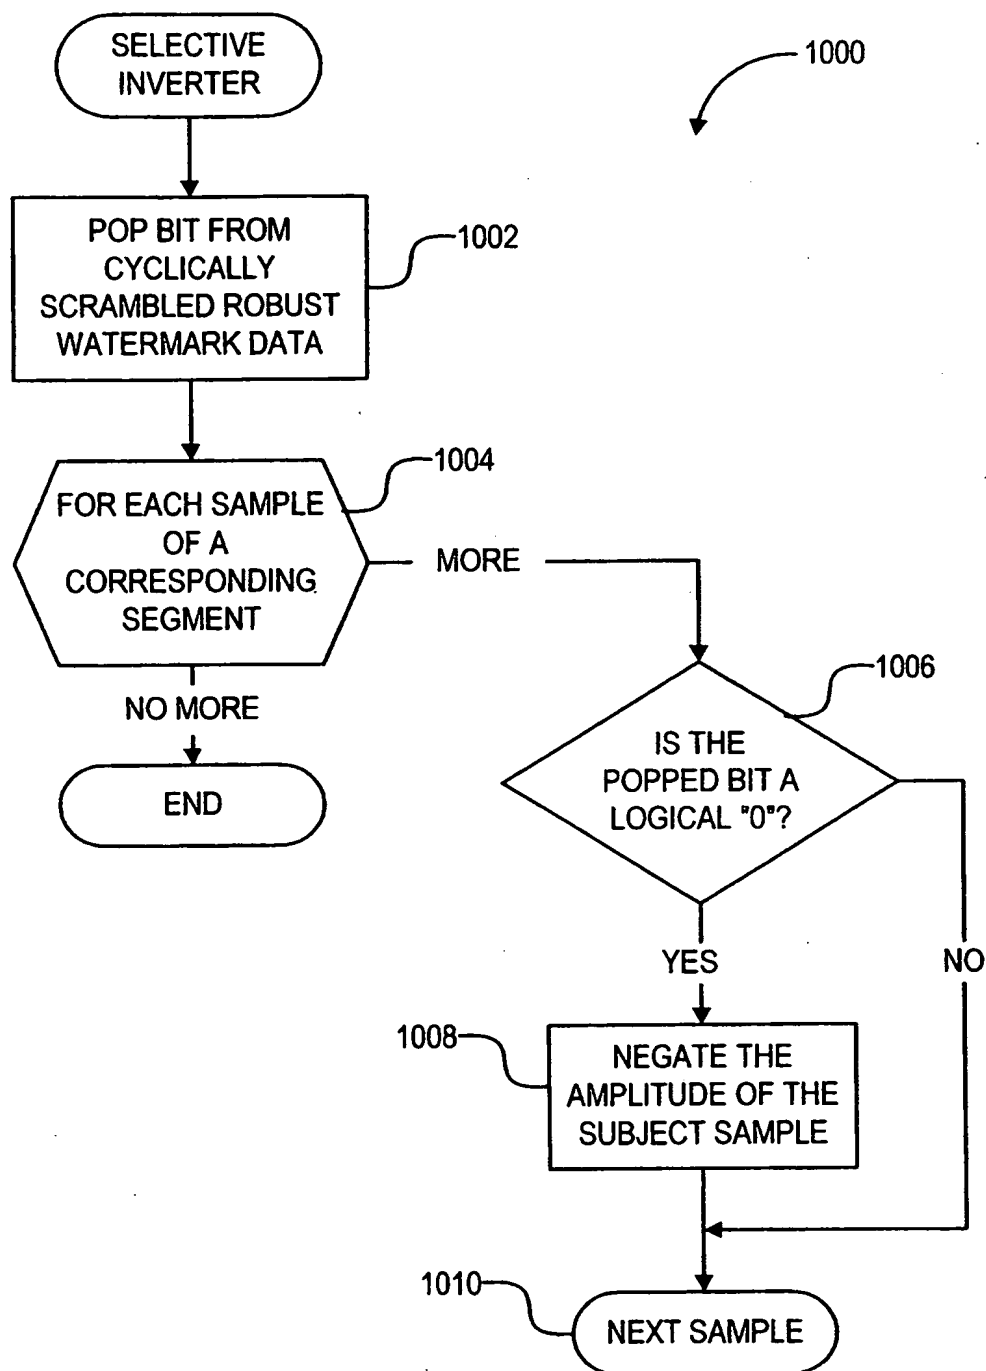 SELECTIVE
INVERTER
1000
POP BIT FROM
CYCLICALLY
SCRAMBLED ROBUST
WATERMARK DATA
1002
FOR EACH SAMPLE
OF A
CORRESPONDING
SEGMENT
1004
MORE
NO MORE
END
1006
IS THE
POPPED BIT A
LOGICAL "0"?
YES
NO
1008
NEGATE THE
AMPLITUDE OF THE
SUBJECT SAMPLE
1010
NEXT SAMPLE